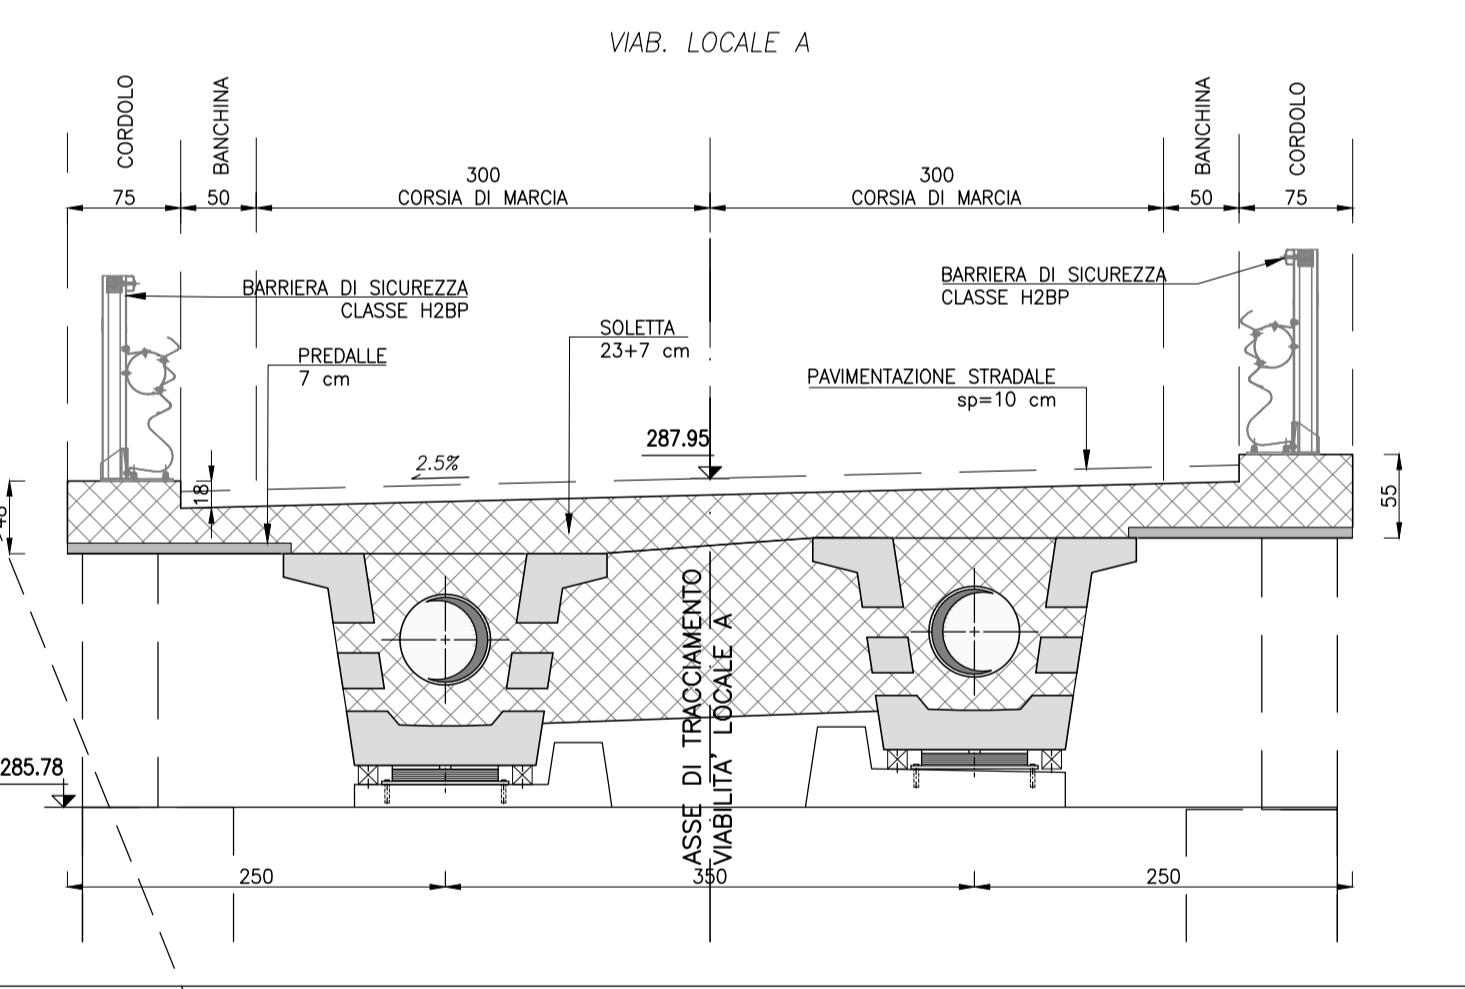 VIAB. LOCALE A
CORDOLO
BANCHINA
BANCHINA
CORDOLO
75
50
300
CORSIA DI MARCIA
300
CORSIA DI MARCIA
50
75
BARRIERA DI SICUREZZA
CLASSE H2BP
BARRIERA DI SICUREZZA
CLASSE H2BP
SOLETTA
23+7 cm
PREDALLE
7 cm
PAVIMENTAZIONE STRADALE
sp=10 cm
287.95
2.5%
18
55
285.78
ASSE DI TRACCIAMENTO
VIABILITA' LOCALE A
250
350
250